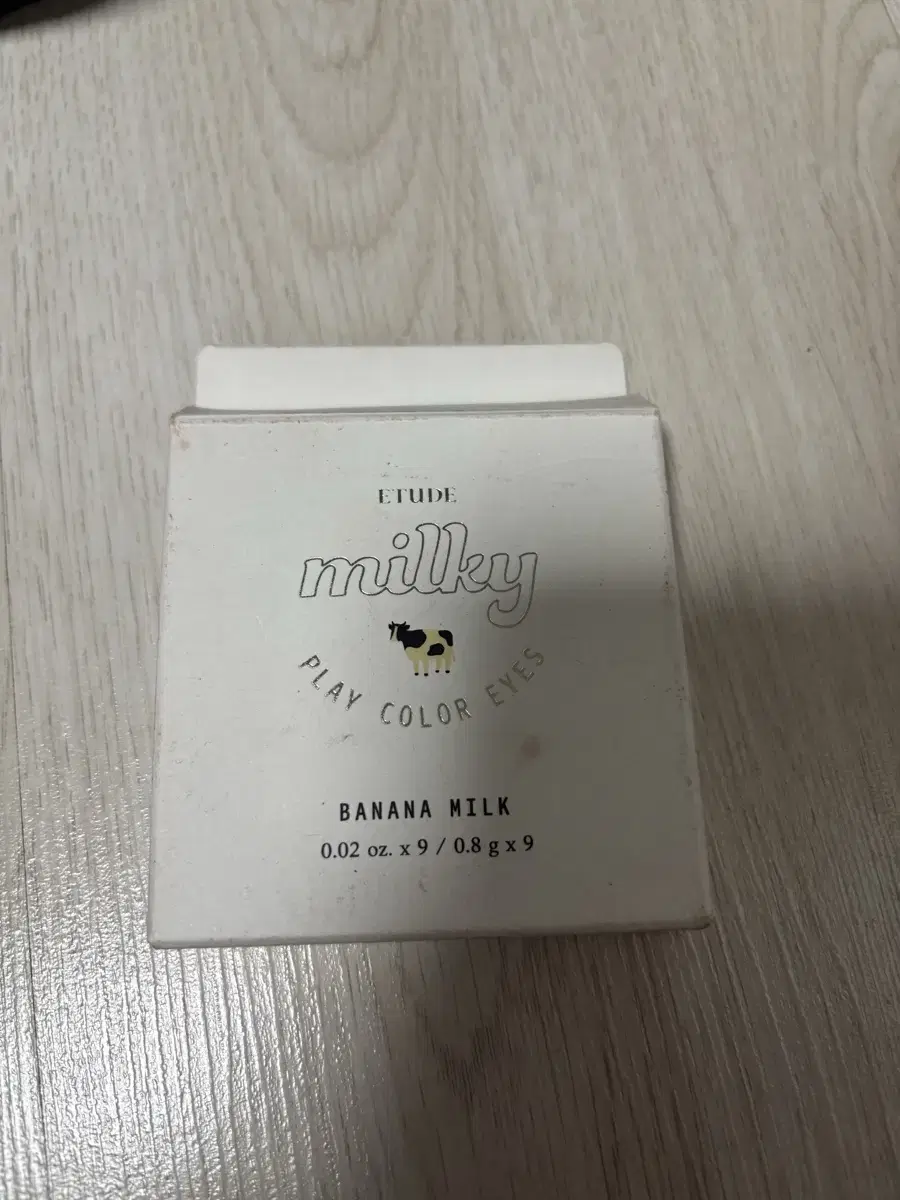 ETUDE
milky
PLAY COLOR EYES
BANANA MILK
0.02 oz. x 9 / 0.8 g x 9